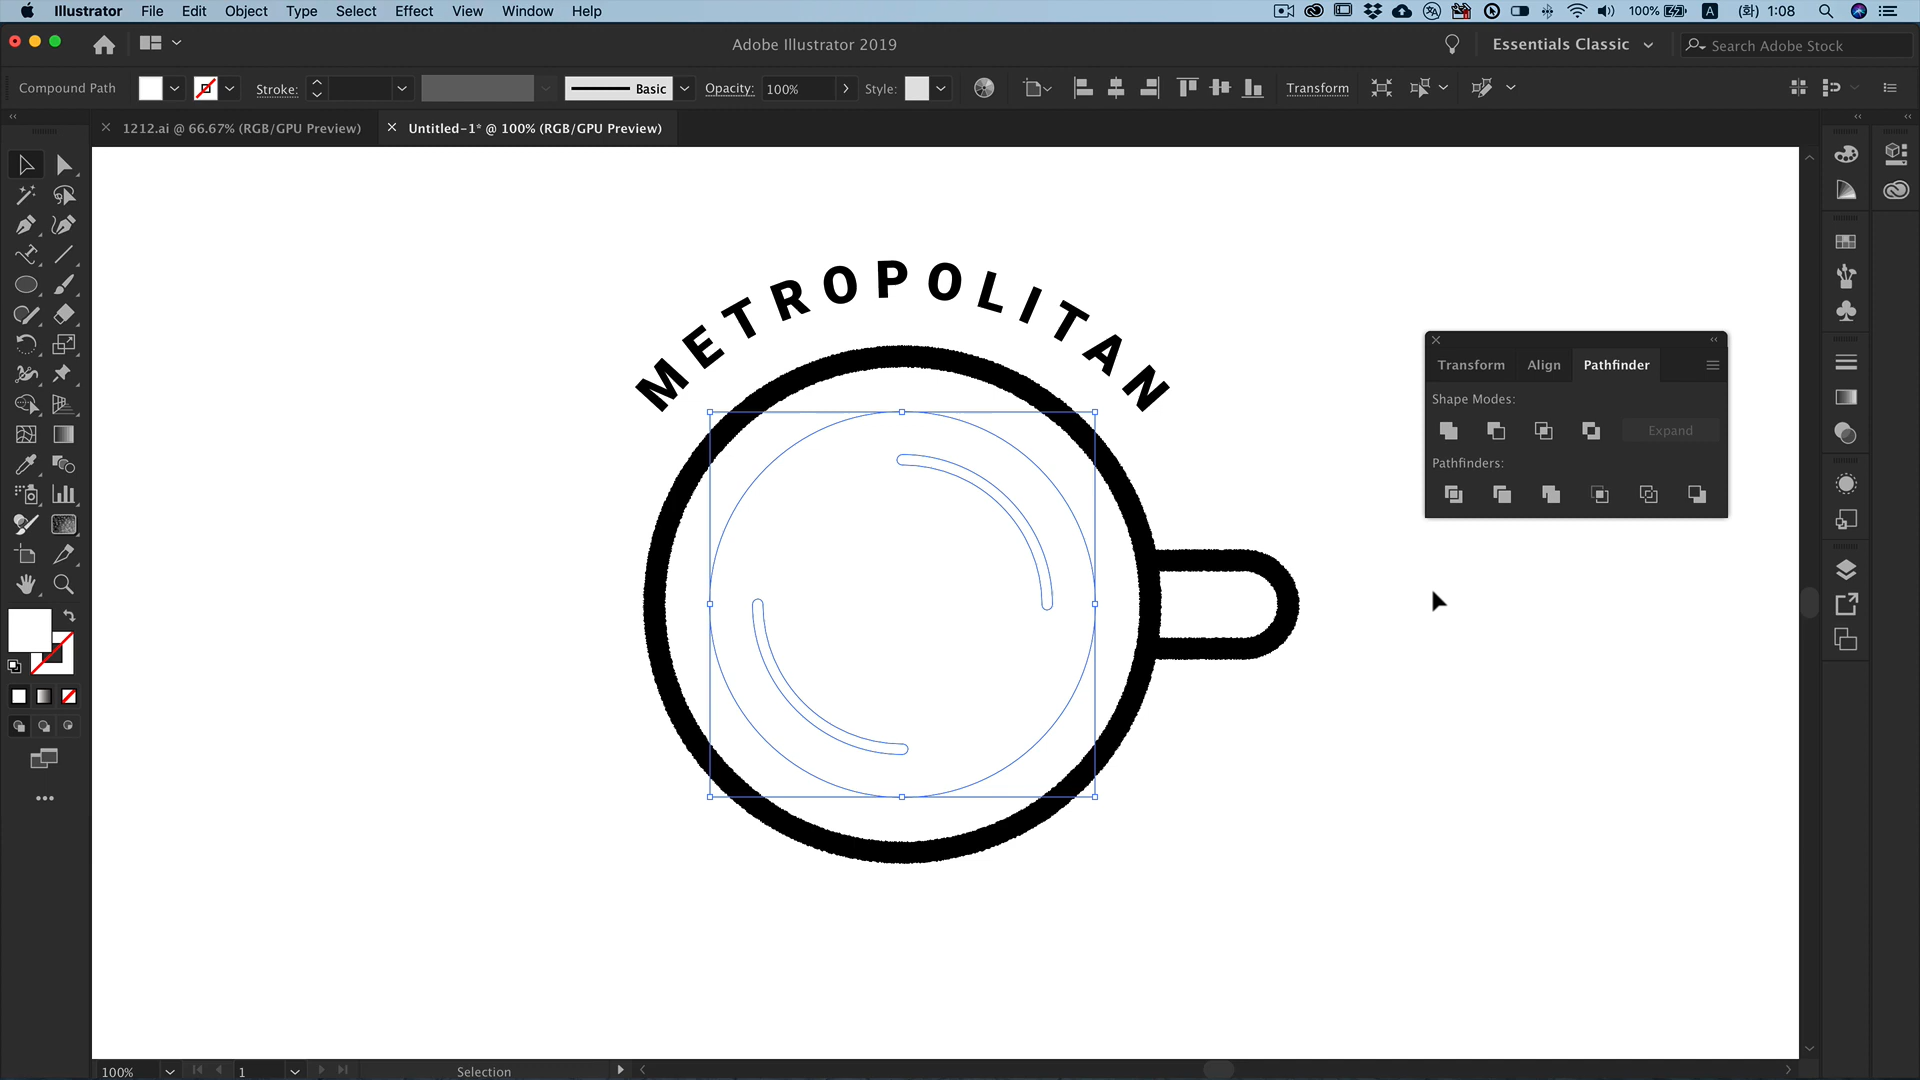 Illustrator File Edit Object Type Select Effect View Window Help 100% A (화) 1:08
Adobe Illustrator 2019 Essentials Classic Search Adobe Stock
Compound Path Stroke: Basic Opacity: 100% Style: Transform
1212.ai @ 66.67% (RGB/GPU Preview) Untitled-1* @ 100% (RGB/GPU Preview)
METROPOLITAN
Transform Align Pathfinder
Shape Modes:
Expand
Pathfinders:
100% 1 Selection